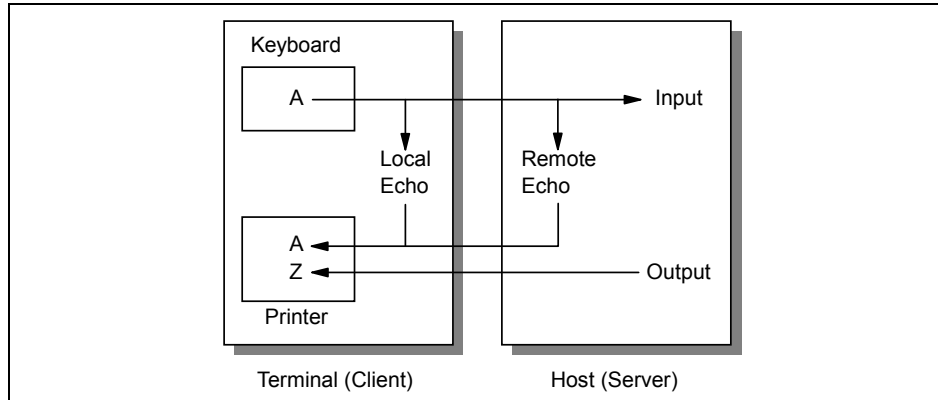 Keyboard
A
Input
Local
Echo
Remote
Echo
A
Z
Output
Printer
Terminal (Client)
Host (Server)